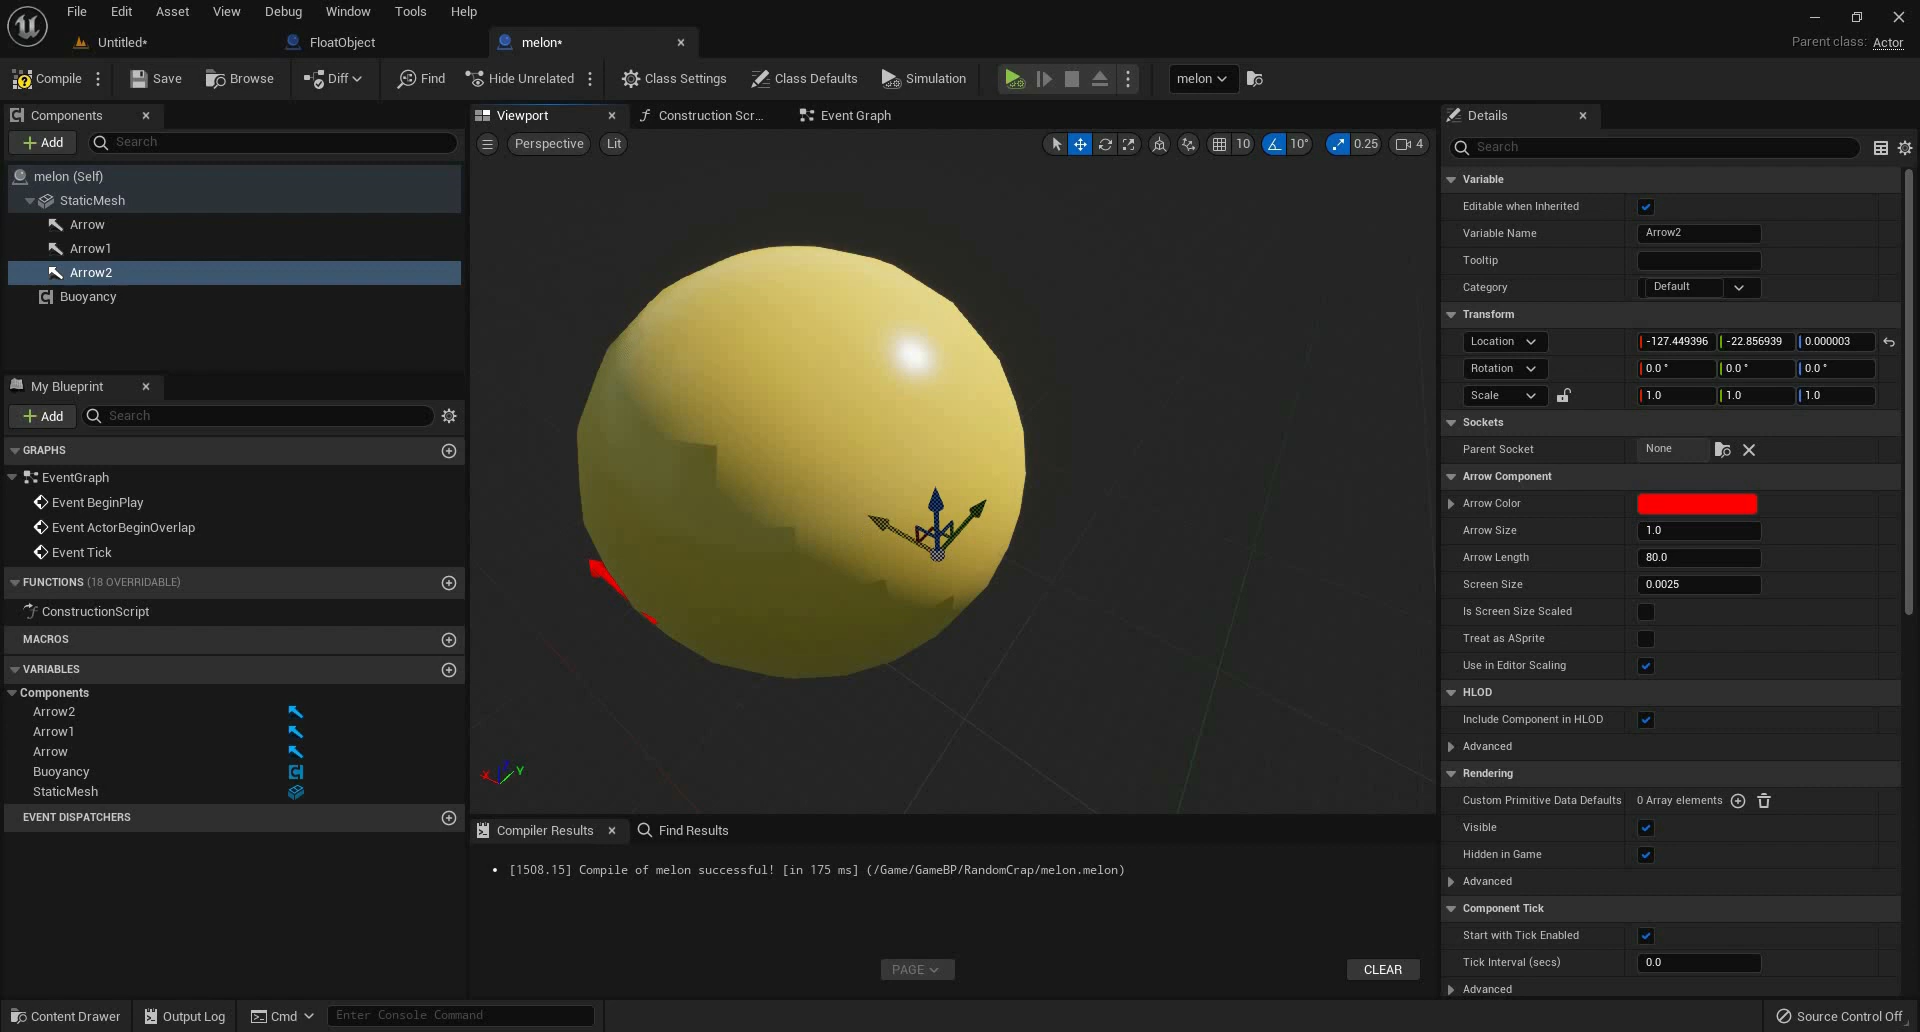 File Edit Asset View Debug Window Tools Help
Untitled* FloatObject melon*
Parent class: Actor
Compile Save Browse Diff Find Hide Unrelated Class Settings Class Defaults Simulation melon
Components
Add Search
melon (Self)
StaticMesh
Arrow
Arrow1
Arrow2
Buoyancy
My Blueprint
Add Search
GRAPHS
EventGraph
Event BeginPlay
Event ActorBeginOverlap
Event Tick
FUNCTIONS (18 OVERRIDABLE)
ConstructionScript
MACROS
VARIABLES
Components
Arrow2
Arrow1
Arrow
Buoyancy
StaticMesh
EVENT DISPATCHERS
Viewport Construction Scr... Event Graph
Perspective Lit 10 10° 0.25 4
X Y
Compiler Results Find Results
• [1508.15] Compile of melon successful! [in 175 ms] (/Game/GameBP/RandomCrap/melon.melon)
PAGE CLEAR
Details
Search
Variable
Editable when Inherited
Variable Name Arrow2
Tooltip
Category Default
Transform
Location -127.449396 -22.856939 0.000003
Rotation 0.0 ° 0.0 ° 0.0 °
Scale 1.0 1.0 1.0
Sockets
Parent Socket None
Arrow Component
Arrow Color
Arrow Size 1.0
Arrow Length 80.0
Screen Size 0.0025
Is Screen Size Scaled
Treat as ASprite
Use in Editor Scaling
HLOD
Include Component in HLOD
Advanced
Rendering
Custom Primitive Data Defaults 0 Array elements
Visible
Hidden in Game
Advanced
Component Tick
Start with Tick Enabled
Tick Interval (secs) 0.0
Advanced
Content Drawer Output Log Cmd Enter Console Command Source Control Off